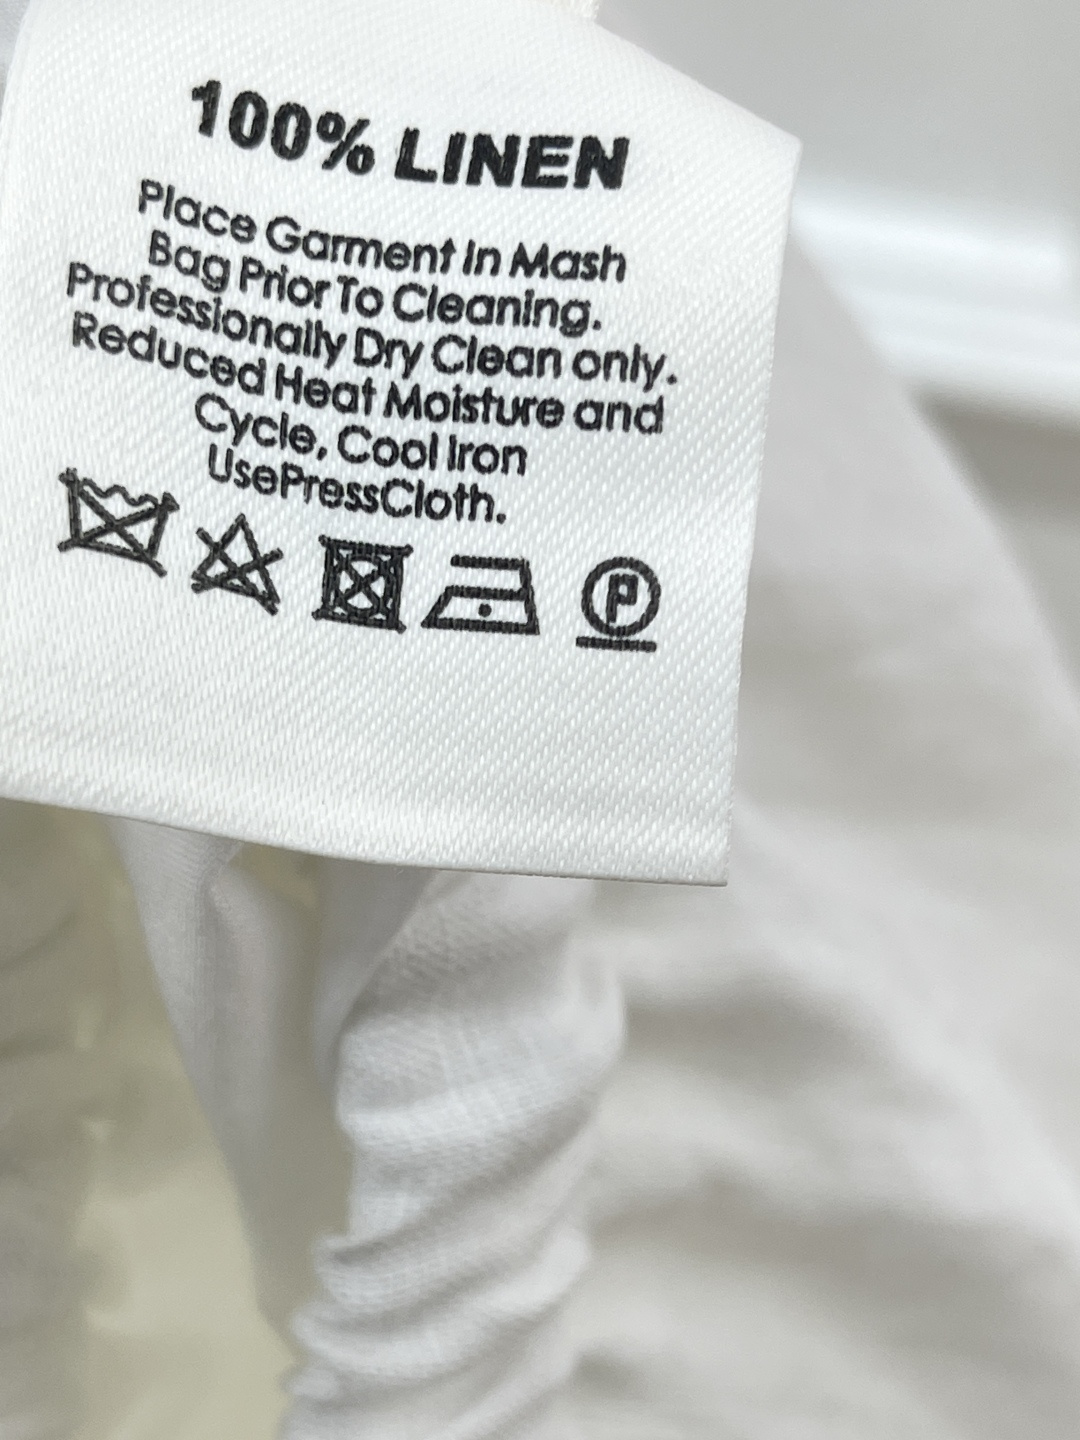 100% LINEN
Place Garment In Mash
Bag Prior To Cleaning.
Professionally Dry Clean only.
Reduced Heat Moisture and
Cycle, Cool Iron
UsePressCloth.
P